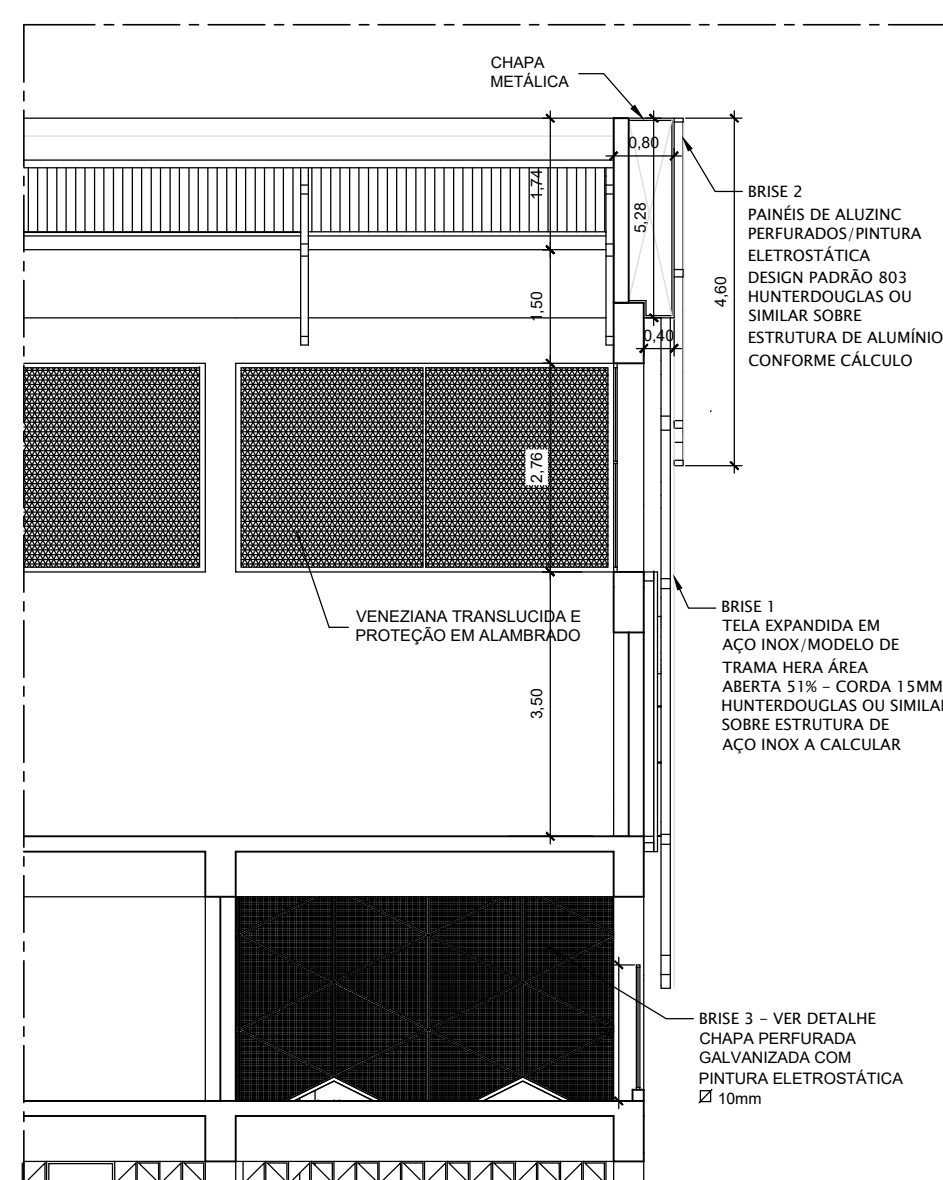 CHAPA
METÁLICA
0,80
1,74
5,28
BRISE 2
PAINÉIS DE ALUZINC
PERFURADOS/PINTURA
ELETROSTÁTICA
DESIGN PADRÃO 803
HUNTERDOUGLAS OU
SIMILAR SOBRE
ESTRUTURA DE ALUMÍNIO
CONFORME CÁLCULO
4,60
1,50
0,40
2,76
VENEZIANA TRANSLUCIDA E
PROTEÇÃO EM ALAMBRADO
BRISE 1
TELA EXPANDIDA EM
AÇO INOX/MODELO DE
TRAMA HERA ÁREA
ABERTA 51% - CORDA 15MM
HUNTERDOUGLAS OU SIMILAR
SOBRE ESTRUTURA DE
AÇO INOX A CALCULAR
3,50
BRISE 3 - VER DETALHE
CHAPA PERFURADA
GALVANIZADA COM
PINTURA ELETROSTÁTICA
10mm